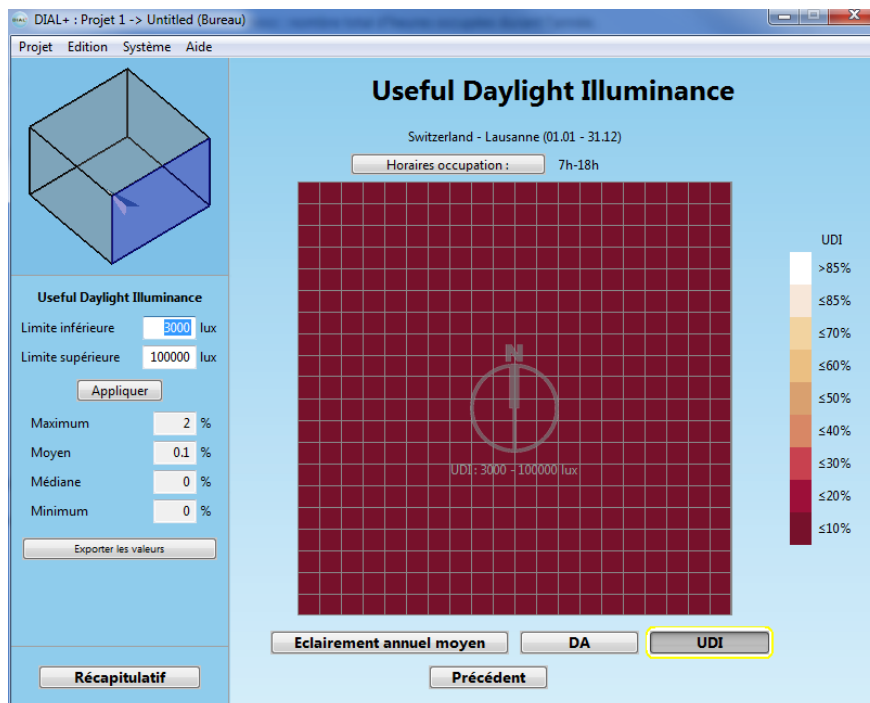 DIAL+ : Projet 1 -> Untitled (Bureau)
Projet Edition Système Aide
Useful Daylight Illuminance
Switzerland - Lausanne (01.01 - 31.12)
Horaires occupation : 7h-18h
Useful Daylight Illuminance
Limite inférieure 3000 lux
Limite supérieure 100000 lux
Appliquer
Maximum 2 %
Moyen 0.1 %
Médiane 0 %
Minimum 0 %
Exporter les valeurs
Récapitulatif
N
UDI : 3000 - 100000 lux
UDI
>85%
≤85%
≤70%
≤60%
≤50%
≤40%
≤30%
≤20%
≤10%
Eclairement annuel moyen DA UDI
Précédent